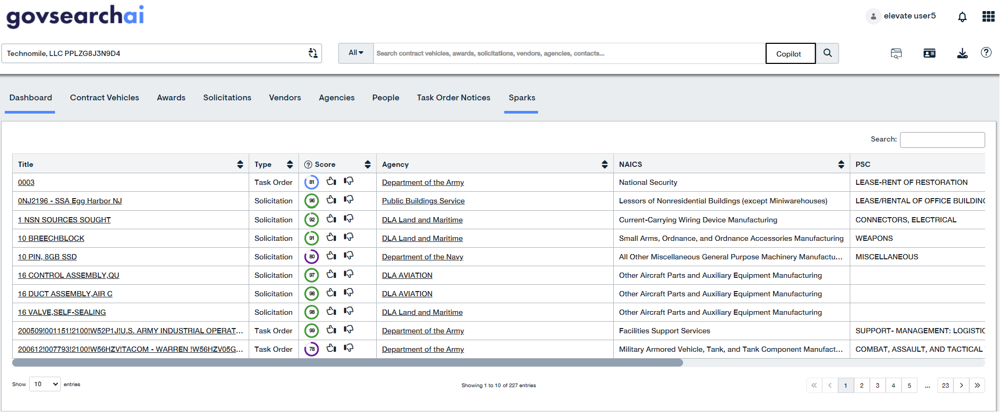 govsearchai
elevate user5
Technomile, LLC PPLZG8J3N9D4
All
Search contract vehicles, awards, solicitations, vendors, agencies, contacts...
Copilot
Dashboard Contract Vehicles Awards Solicitations Vendors Agencies People Task Order Notices Sparks
Search:
Title Type Score Agency NAICS PSC
0003 Task Order 81 Department of the Army National Security LEASE-RENT OF RESTORATION
0NJ2196 - SSA Egg Harbor NJ Solicitation 96 Public Buildings Service Lessors of Nonresidential Buildings (except Miniwarehouses) LEASE/RENTAL OF OFFICE BUILDING
1 NSN SOURCES SOUGHT Solicitation 92 DLA Land and Maritime Current-Carrying Wiring Device Manufacturing CONNECTORS, ELECTRICAL
10 BREECHBLOCK Solicitation 91 DLA Land and Maritime Small Arms, Ordnance, and Ordnance Accessories Manufacturing WEAPONS
10 PIN, 8GB SSD Solicitation 80 Department of the Navy All Other Miscellaneous General Purpose Machinery Manufactu... MISCELLANEOUS
16 CONTROL ASSEMBLY,QU Solicitation 97 DLA AVIATION Other Aircraft Parts and Auxiliary Equipment Manufacturing
16 DUCT ASSEMBLY,AIR C Solicitation 98 DLA AVIATION Other Aircraft Parts and Auxiliary Equipment Manufacturing
16 VALVE,SELF-SEALING Solicitation 98 DLA Land and Maritime Other Aircraft Parts and Auxiliary Equipment Manufacturing
200509!001151!2100!W52P1J!U.S. ARMY INDUSTRIAL OPERAT... Task Order 99 Department of the Army Facilities Support Services SUPPORT- MANAGEMENT: LOGISTIC
200612!007793!2100!W56HZV!TACOM - WARREN !W56HZV05G... Task Order 78 Department of the Army Military Armored Vehicle, Tank, and Tank Component Manufact... COMBAT, ASSAULT, AND TACTICAL
Show 10 entries
Showing 1 to 10 of 227 entries
« ‹ 1 2 3 4 5 ... 23 › »